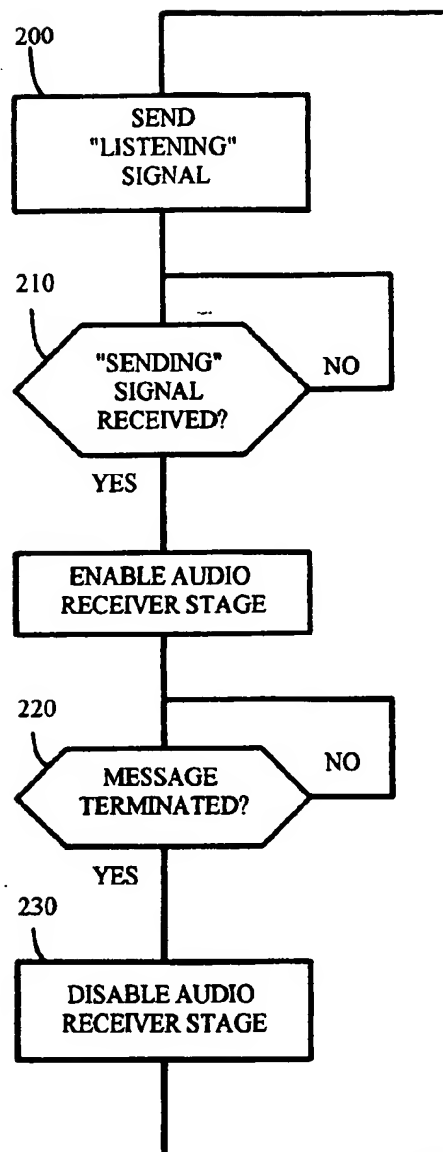 200
SEND
"LISTENING"
SIGNAL
210
"SENDING"
SIGNAL
RECEIVED?
NO
YES
ENABLE AUDIO
RECEIVER STAGE
220
MESSAGE
TERMINATED?
NO
YES
230
DISABLE AUDIO
RECEIVER STAGE